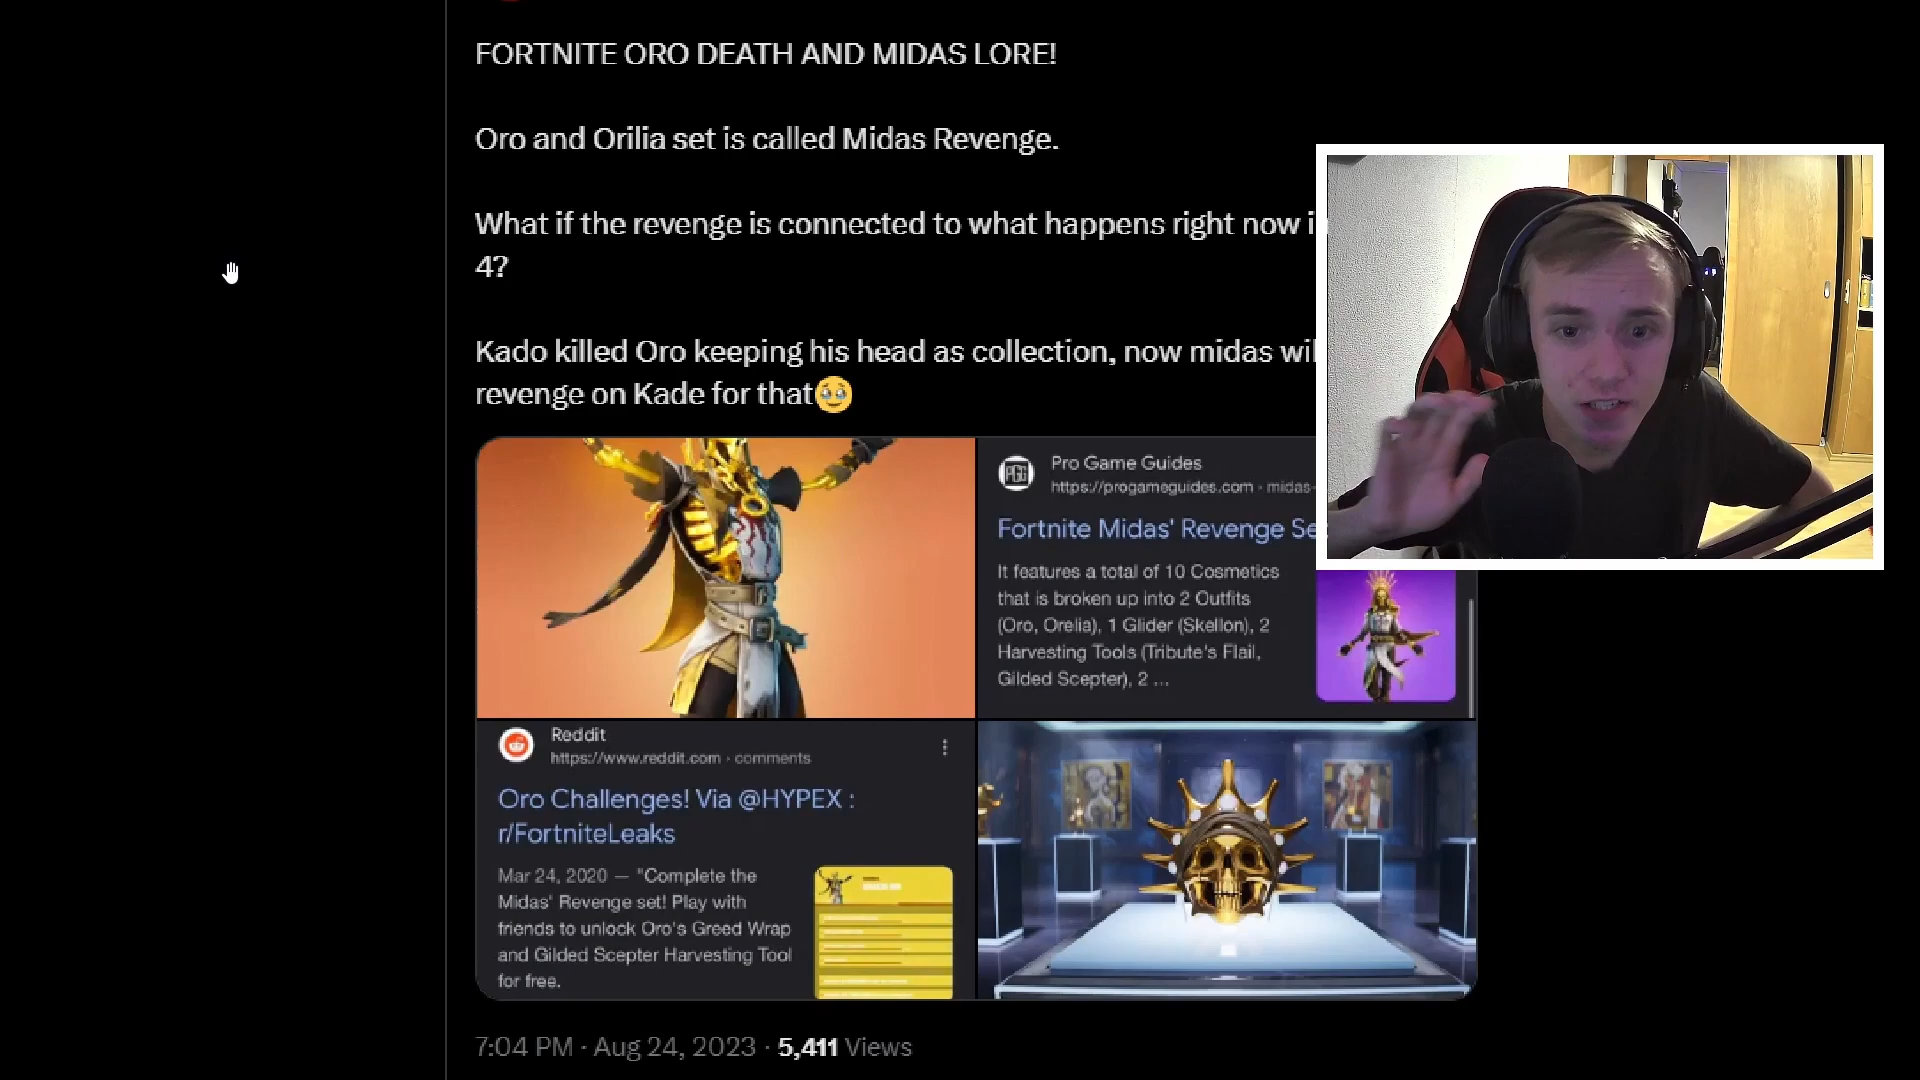 FORTNITE ORO DEATH AND MIDAS LORE!
Oro and Orilia set is called Midas Revenge.
What if the revenge is connected to what happens right now
4?
Kado killed Oro keeping his head as collection, now midas
revenge on Kade for that🥹
PGG
Pro Game Guides
https://progameguides.com · midas-
Fortnite Midas' Revenge
It features a total of 10 Cosmetics
that is broken up into 2 Outfits
(Oro, Orelia), 1 Glider (Skellon), 2
Harvesting Tools (Tribute's Flail,
Gilded Scepter), 2 ...
Reddit
https://www.reddit.com · comments
Oro Challenges! Via @HYPEX :
r/FortniteLeaks
Mar 24, 2020 — "Complete the
Midas' Revenge set! Play with
friends to unlock Oro's Greed Wrap
and Gilded Scepter Harvesting Tool
for free.
7:04 PM · Aug 24, 2023 · 5,411 Views